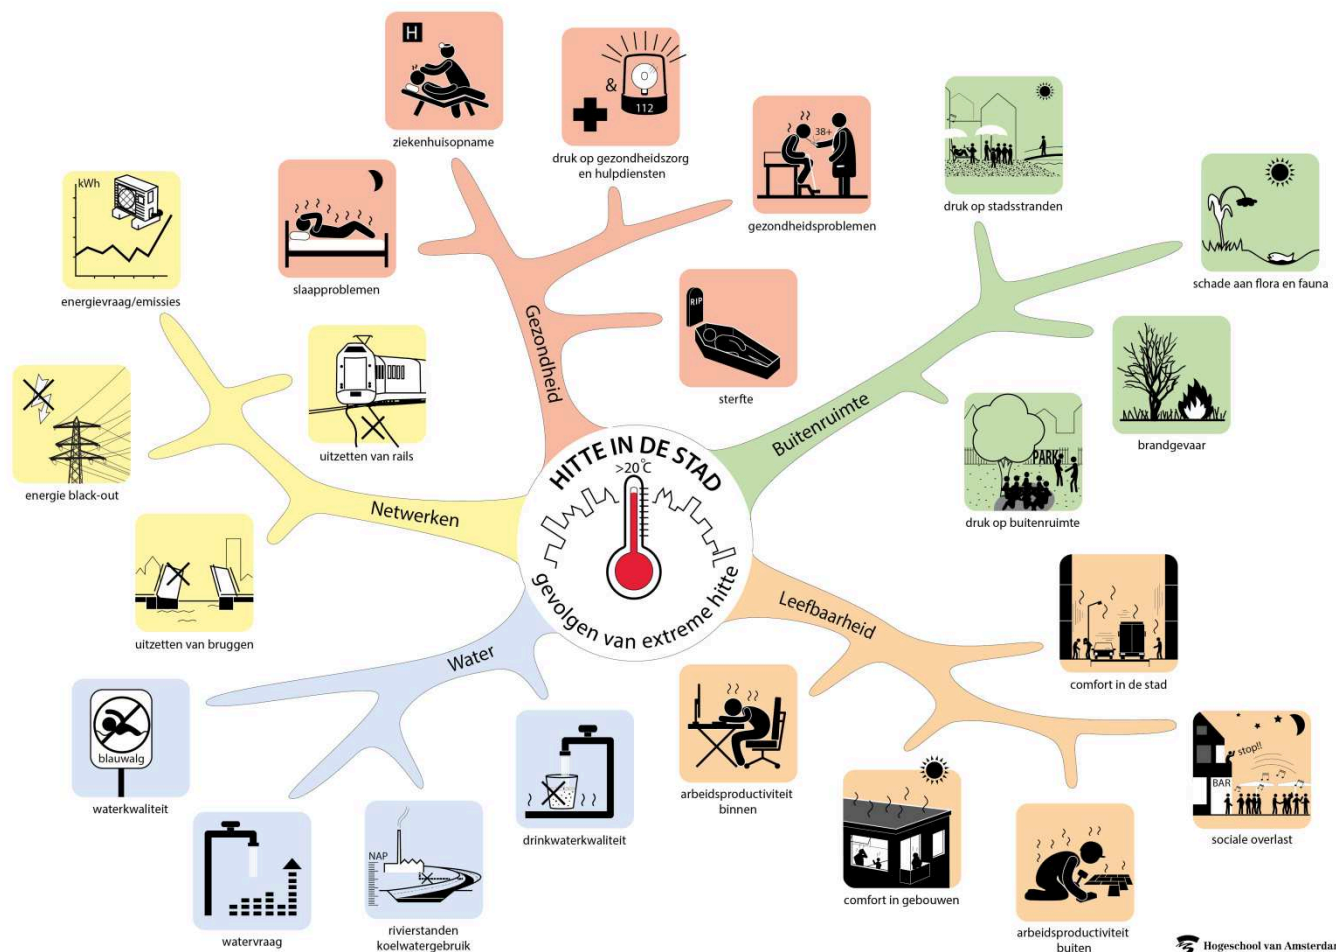 HITTE IN DE STAD
>20°C
gevolgen van extreme hitte
Gezondheid
H
ziekenhuisopname
&
112
druk op gezondheidszorg
en hulpdiensten
38+
gezondheidsproblemen
slaapproblemen
RIP
sterfte
Buitenruimte
druk op stadsstranden
schade aan flora en fauna
brandgevaar
PARK
druk op buitenruimte
Leefbaarheid
comfort in de stad
stop!!
BAR
sociale overlast
arbeidsproductiviteit
buiten
comfort in gebouwen
arbeidsproductiviteit
binnen
Water
drinkwaterkwaliteit
NAP
rivierstanden
koelwatergebruik
watervraag
blauwalg
waterkwaliteit
Netwerken
kWh
energievraag/emissies
uitzetten van rails
energie black-out
uitzetten van bruggen
Hogeschool van Amsterdam